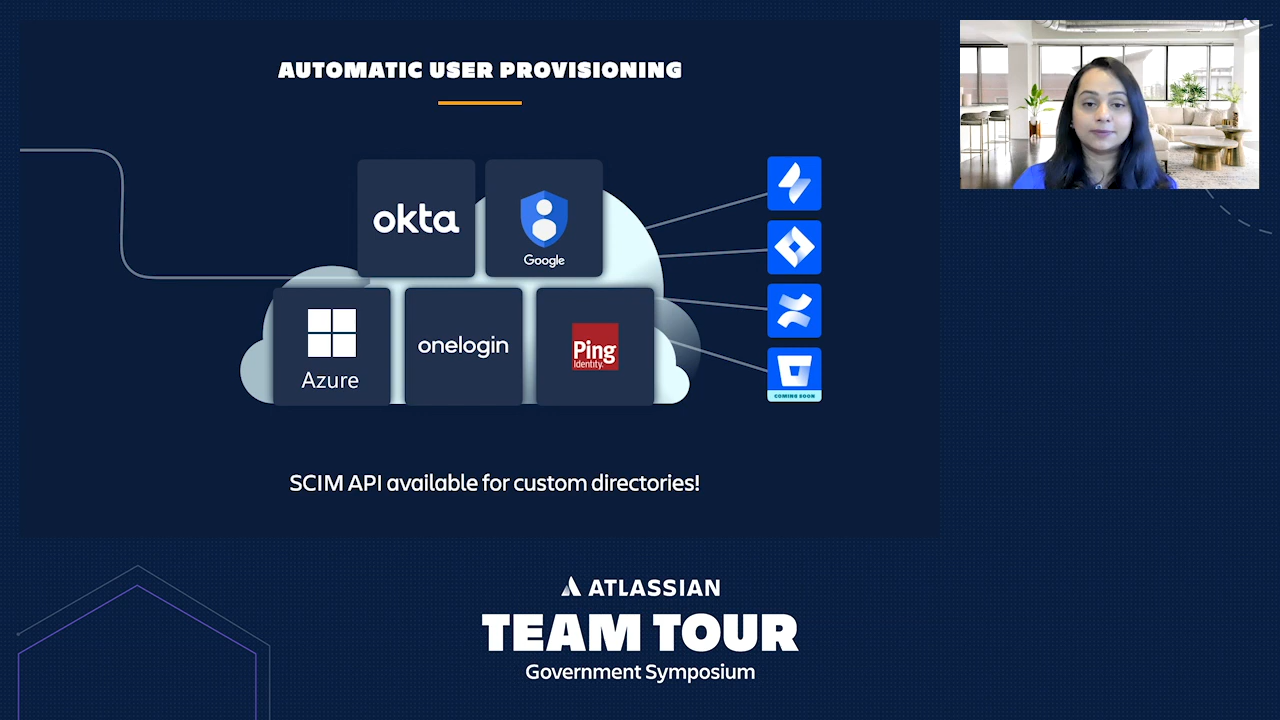 AUTOMATIC USER PROVISIONING
okta
Google
Azure
onelogin
Ping
Identity.
COMING SOON
SCIM API available for custom directories!
ATLASSIAN
TEAM TOUR
Government Symposium